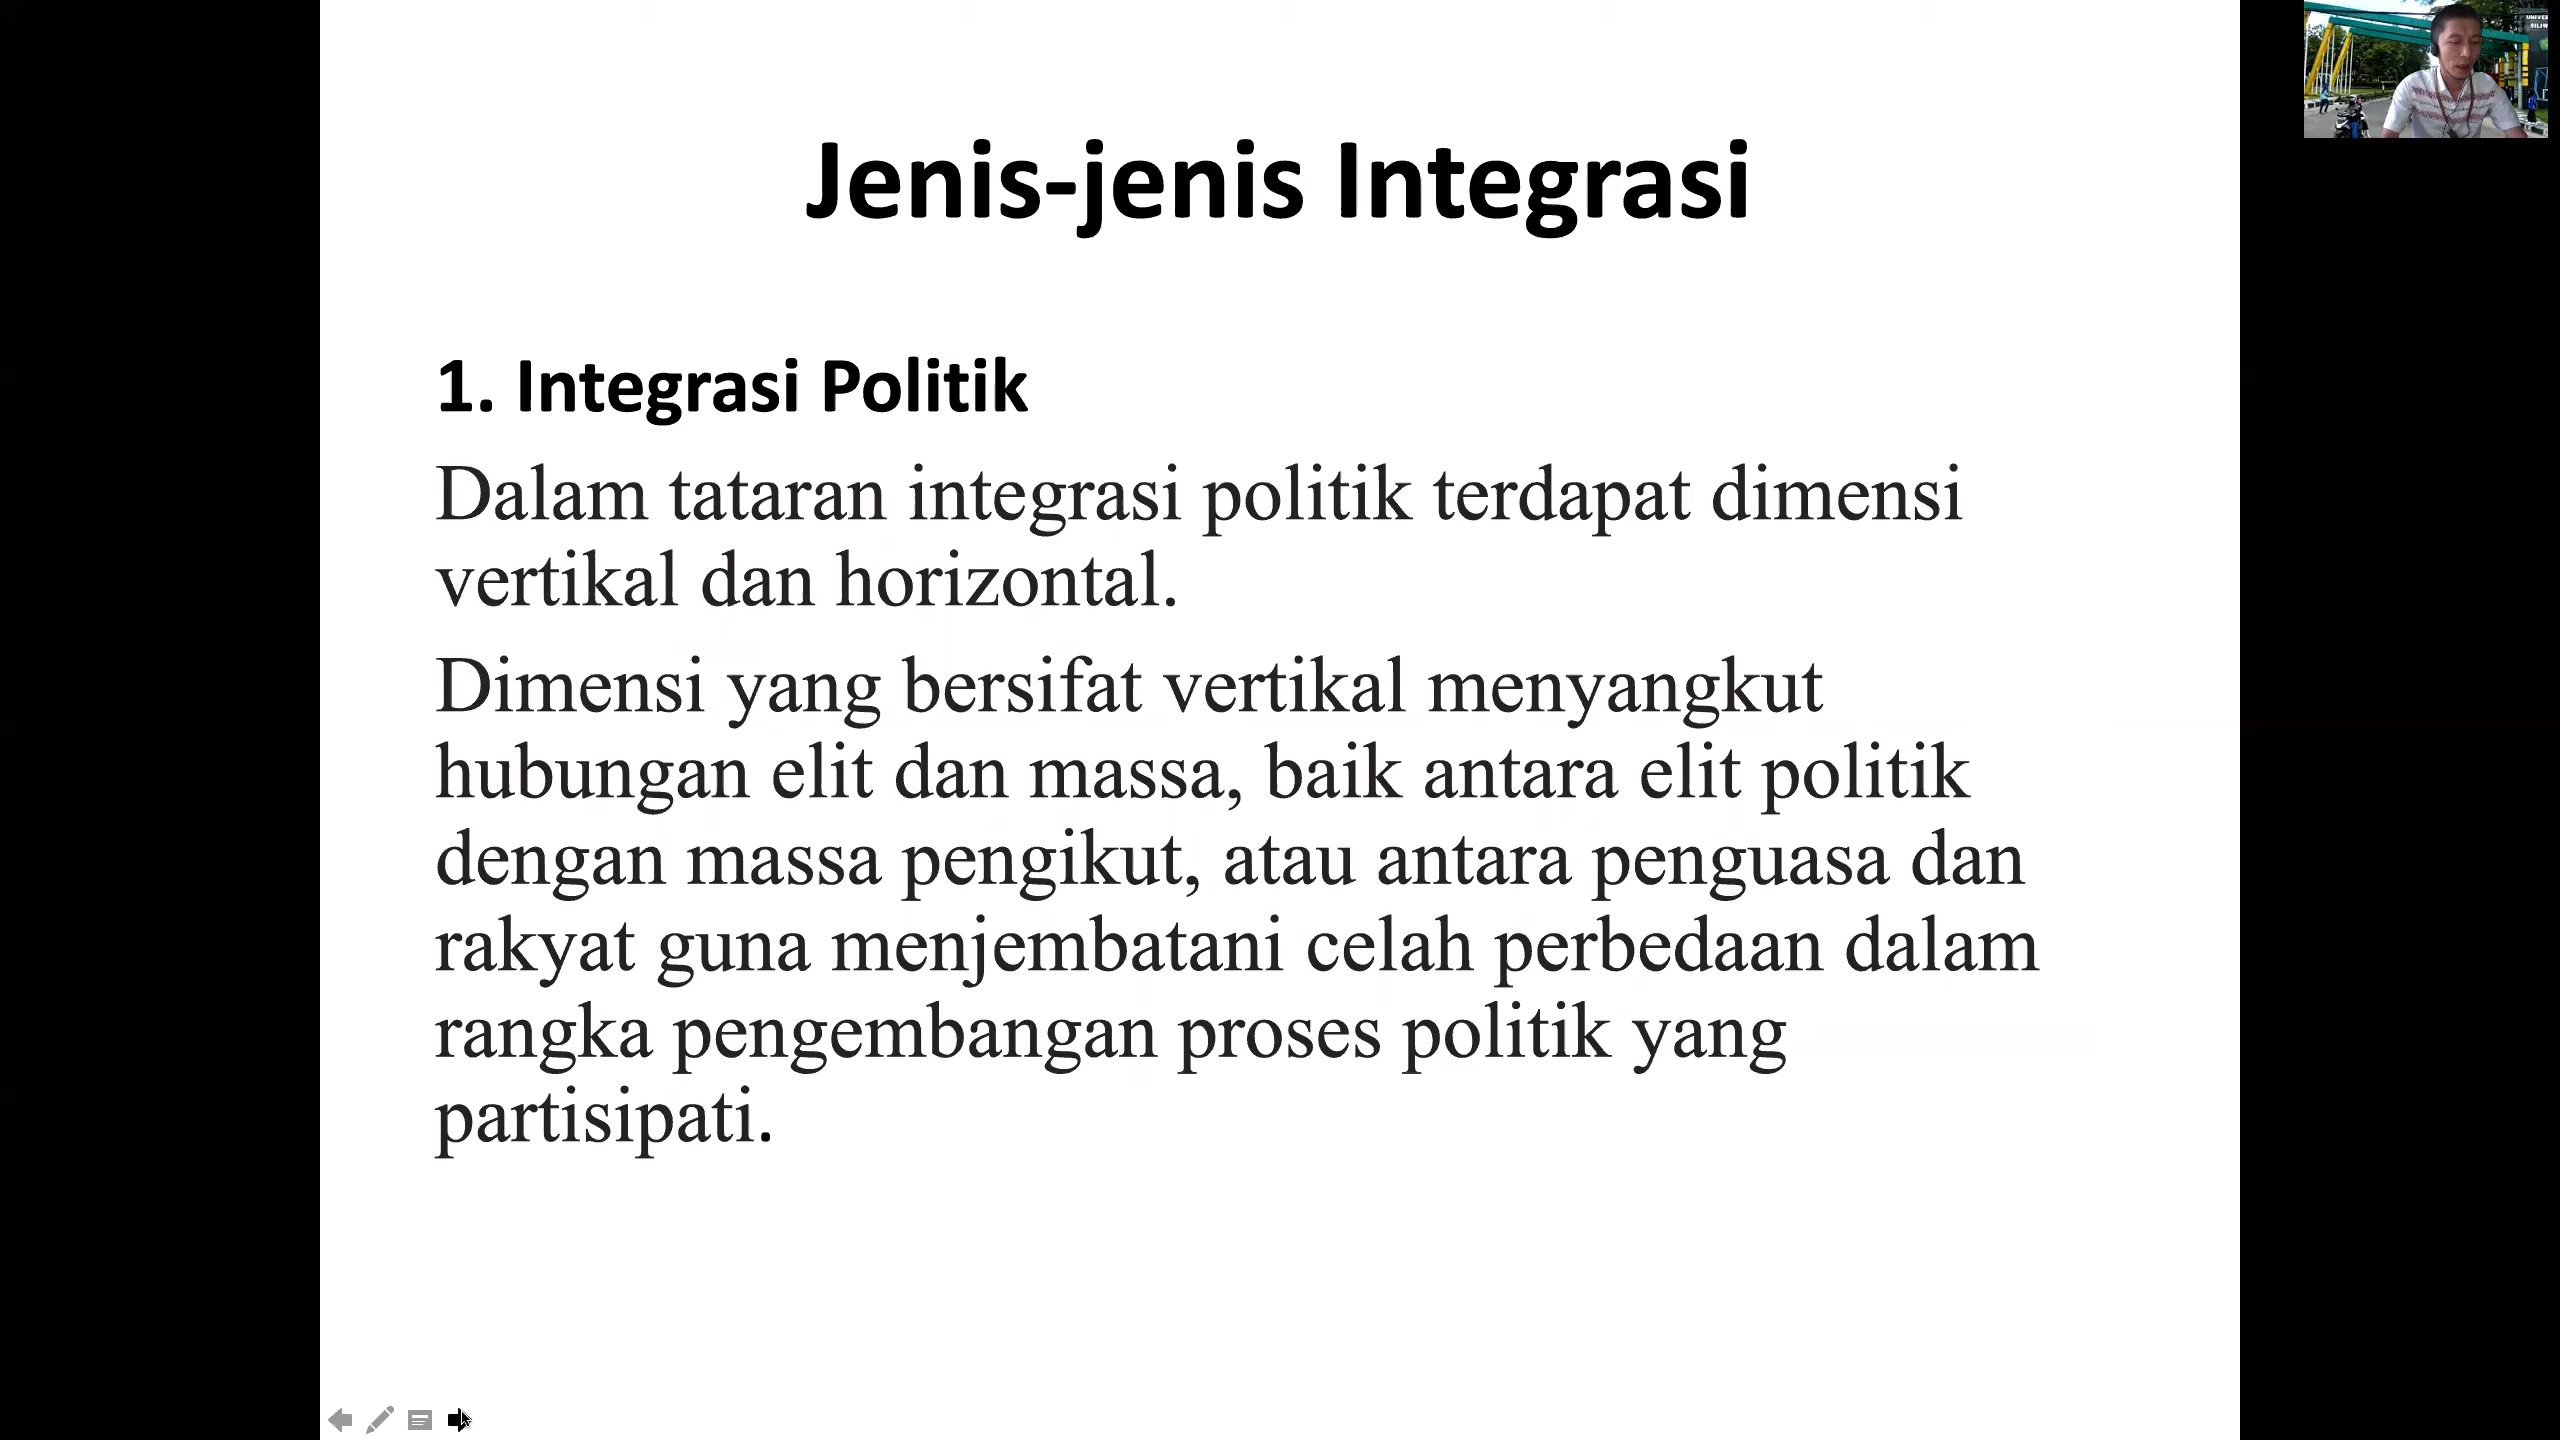 Jenis-jenis Integrasi
1. Integrasi Politik
Dalam tataran integrasi politik terdapat dimensi
vertikal dan horizontal.
Dimensi yang bersifat vertikal menyangkut
hubungan elit dan massa, baik antara elit politik
dengan massa pengikut, atau antara penguasa dan
rakyat guna menjembatani celah perbedaan dalam
rangka pengembangan proses politik yang
partisipati.